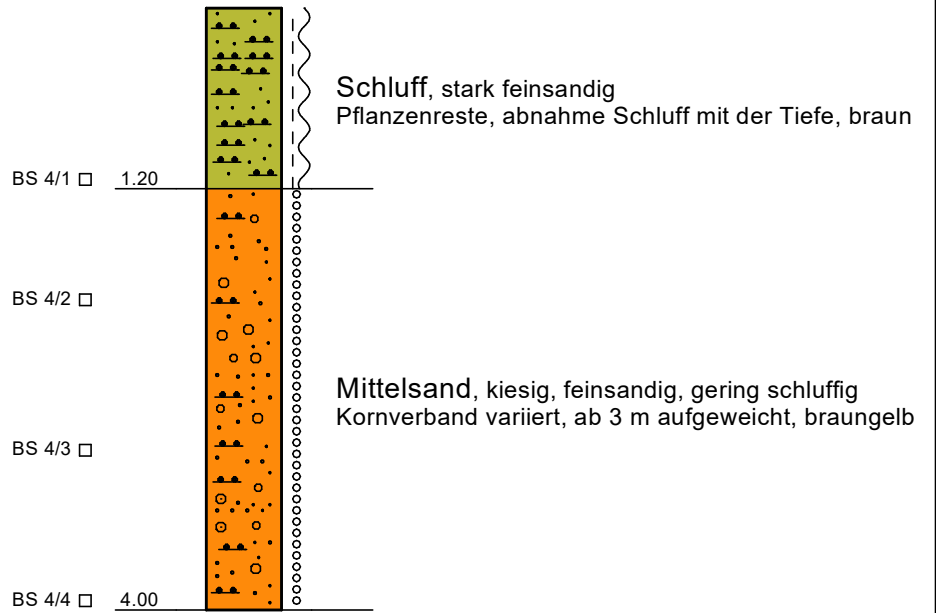 Schluff, stark feinsandig
Pflanzenreste, abnahme Schluff mit der Tiefe, braun
BS 4/1 1.20
BS 4/2
Mittelsand, kiesig, feinsandig, gering schluffig
Kornverband variiert, ab 3 m aufgeweicht, braungelb
BS 4/3
BS 4/4 4.00